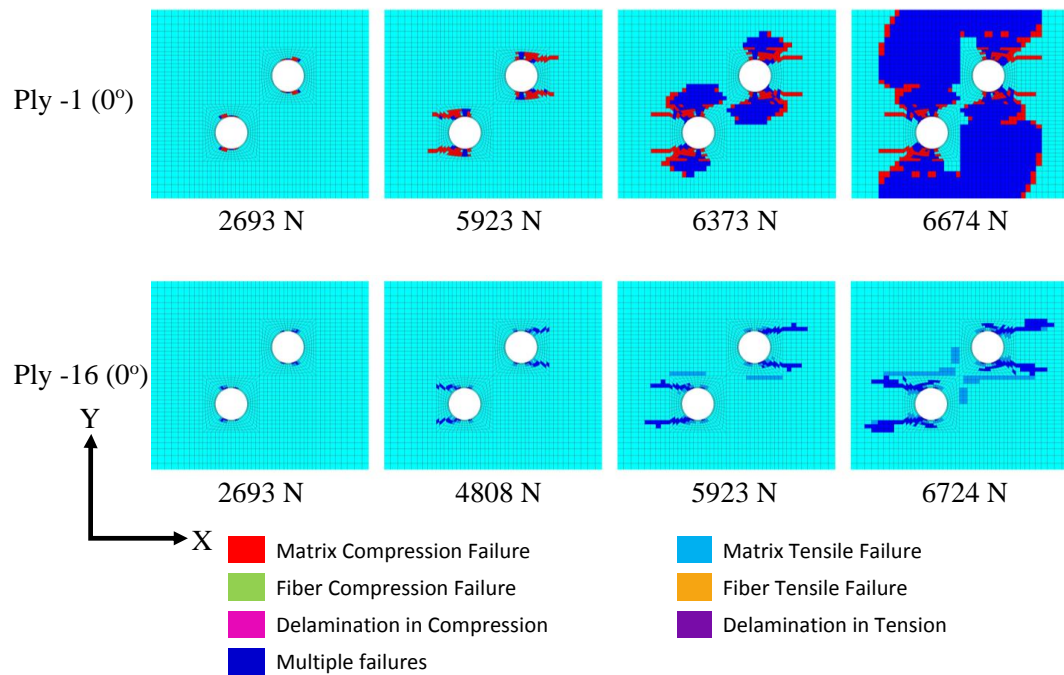 Ply -1 (0º)
2693 N
5923 N
6373 N
6674 N
Ply -16 (0º)
2693 N
4808 N
5923 N
6724 N
Y
X
Matrix Compression Failure
Matrix Tensile Failure
Fiber Compression Failure
Fiber Tensile Failure
Delamination in Compression
Delamination in Tension
Multiple failures